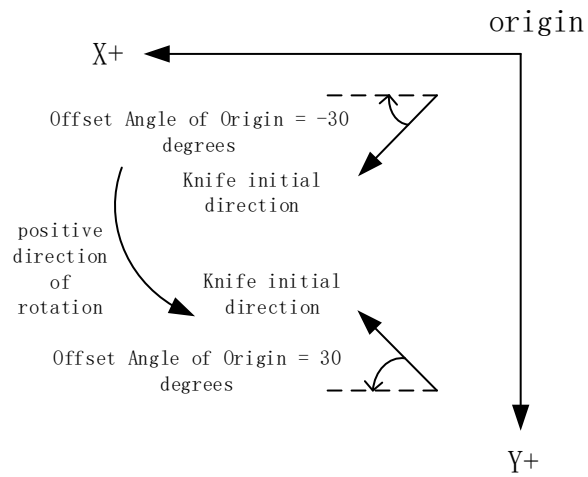 origin
X+
Offset Angle of Origin = -30
degrees
Knife initial
direction
positive
direction
of
rotation
Knife initial
direction
Offset Angle of Origin = 30
degrees
Y+